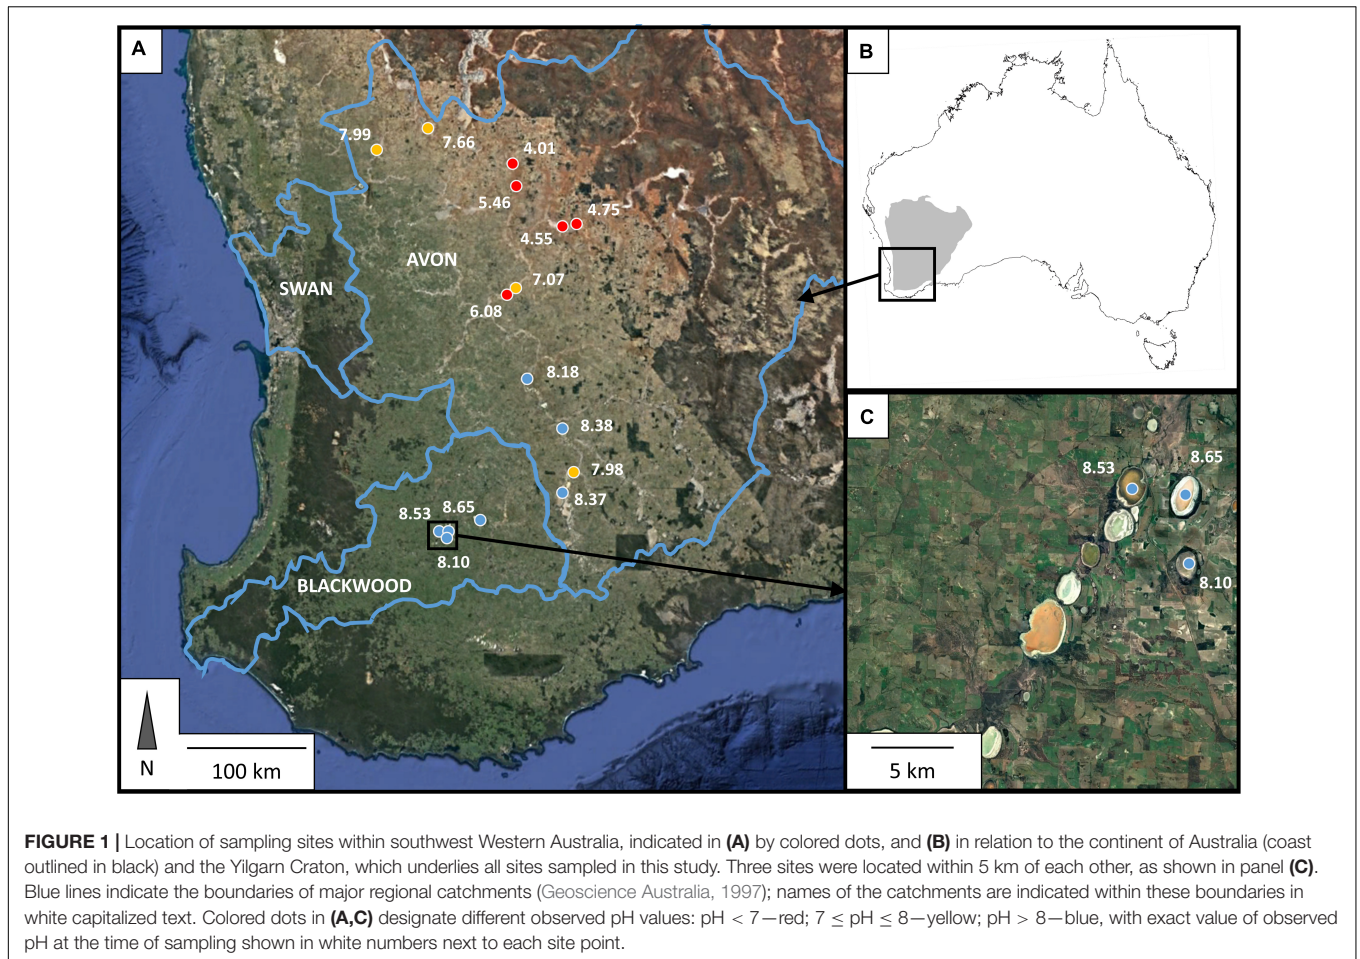 A
7.99
7.66
4.01
5.46
4.75
4.55
AVON
SWAN
7.07
6.08
8.18
8.38
7.98
8.37
8.53
8.65
8.10
BLACKWOOD
N
100 km
B
C
8.53
8.65
8.10
5 km
FIGURE 1 | Location of sampling sites within southwest Western Australia, indicated in (A) by colored dots, and (B) in relation to the continent of Australia (coast
outlined in black) and the Yilgarn Craton, which underlies all sites sampled in this study. Three sites were located within 5 km of each other, as shown in panel (C).
Blue lines indicate the boundaries of major regional catchments (Geoscience Australia, 1997); names of the catchments are indicated within these boundaries in
white capitalized text. Colored dots in (A,C) designate different observed pH values: pH < 7—red; 7 ≤ pH ≤ 8—yellow; pH > 8—blue, with exact value of observed
pH at the time of sampling shown in white numbers next to each site point.